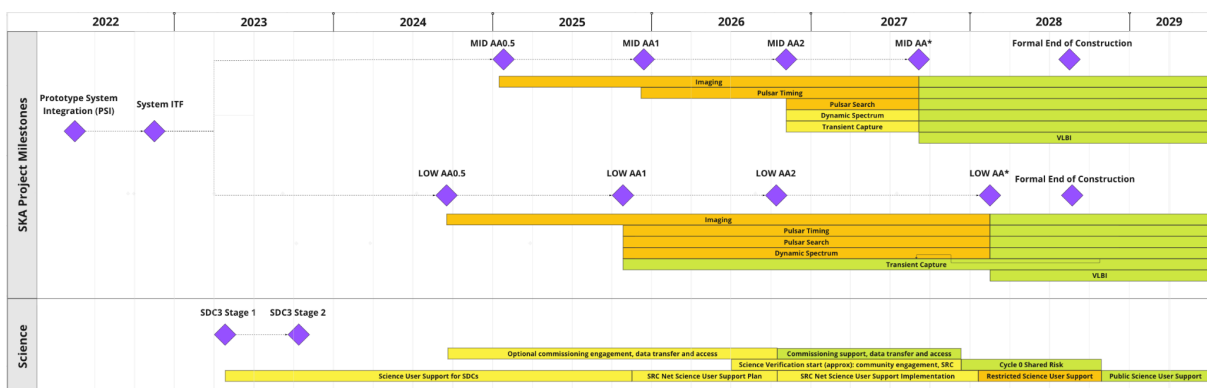 2022 2023 2024 2025 2026 2027 2028 2029
SKA Project Milestones
MID AA0.5 MID AA1 MID AA2 MID AA* Formal End of Construction
Imaging
Pulsar Timing
Prototype System
Integration (PSI)
System ITF
Pulsar Search
Dynamic Spectrum
Transient Capture
VLBI
LOW AA0.5 LOW AA1 LOW AA2 LOW AA* Formal End of Construction
Imaging
Pulsar Timing
Pulsar Search
Dynamic Spectrum
Transient Capture
VLBI
Science
SDC3 Stage 1 SDC3 Stage 2
Optional commissioning engagement, data transfer and access Commissioning support, data transfer and access
Science Verification start (approx): community engagement, SRC Cycle 0 Shared Risk
Science User Support for SDCs SRC Net Science User Support Plan SRC Net Science User Support Implementation Restricted Science User Support Public Science User Support